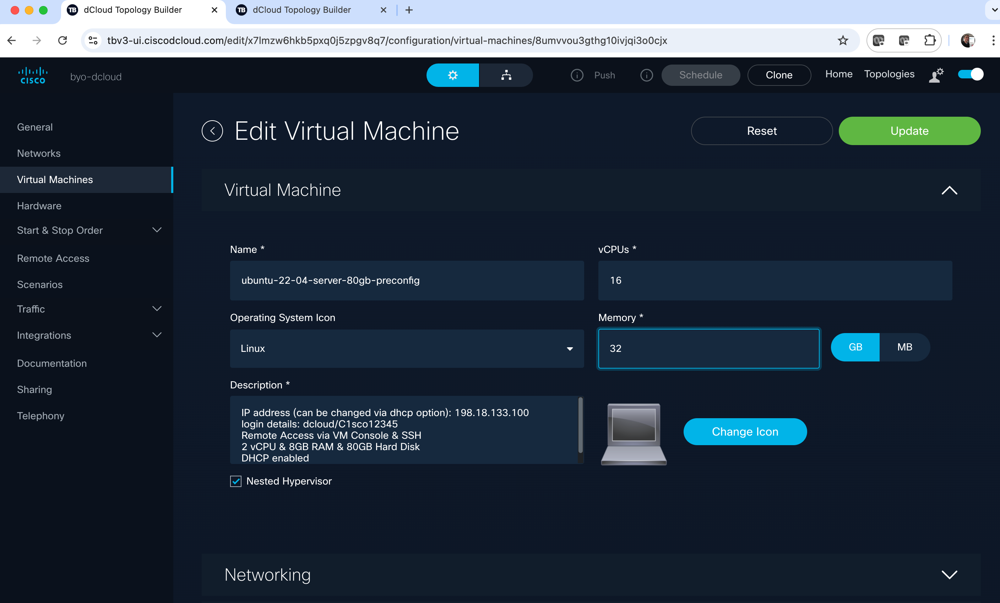 TB dCloud Topology Builder
TB dCloud Topology Builder
tbv3-ui.ciscodcloud.com/edit/x7lmzw6hkb5pxq0j5zpgv8q7/configuration/virtual-machines/8umvvou3gthg10ivjqi3o0cjx
CISCO
byo-dcloud
Push
Schedule
Clone
Home
Topologies
General
Networks
Virtual Machines
Hardware
Start & Stop Order
Remote Access
Scenarios
Traffic
Integrations
Documentation
Sharing
Telephony
Edit Virtual Machine
Reset
Update
Virtual Machine
Name *
ubuntu-22-04-server-80gb-preconfig
vCPUs *
16
Operating System Icon
Linux
Memory *
32
GB
MB
Description *
IP address (can be changed via dhcp option): 198.18.133.100
login details: dcloud/C1sco12345
Remote Access via VM Console & SSH
2 vCPU & 8GB RAM & 80GB Hard Disk
DHCP enabled
Change Icon
Nested Hypervisor
Networking